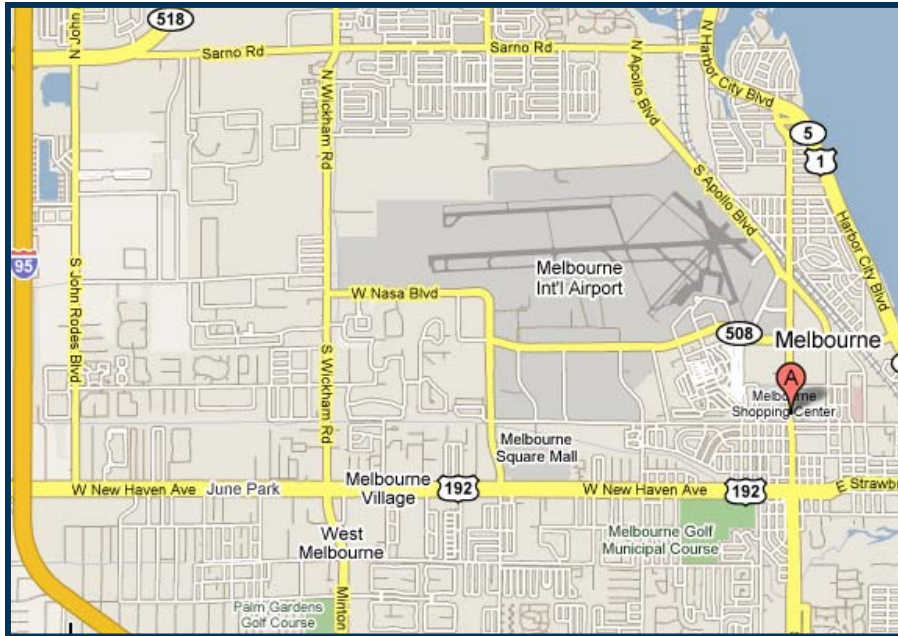 518
Sarno Rd
Sarno Rd
N John
N Wickham Rd
N Apollo Blvd
N Harbor City Blvd
5
1
S Apollo Blvd
Harbor City Blvd
95
S John Rodes Blvd
Melbourne
Int'l Airport
W Nasa Blvd
508
Melbourne
A
S Wickham Rd
Melbourne
Shopping Center
Melbourne
Square Mall
W New Haven Ave
June Park
Melbourne
Village
192
W New Haven Ave
192
E Strawb
West
Melbourne
Melbourne Golf
Municipal Course
Minton
Palm Gardens
Golf Course